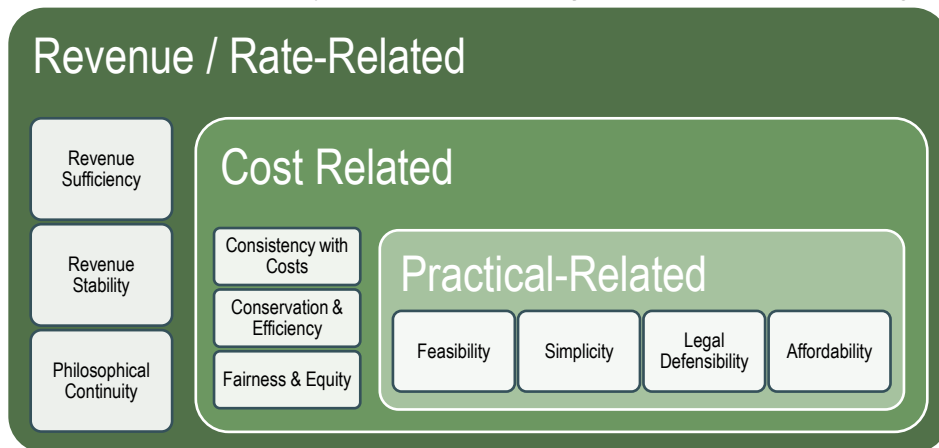 Revenue / Rate-Related
Revenue
Sufficiency
Revenue
Stability
Philosophical
Continuity
Cost Related
Consistency with
Costs
Conservation &
Efficiency
Fairness & Equity
Practical-Related
Feasibility
Simplicity
Legal
Defensibility
Affordability